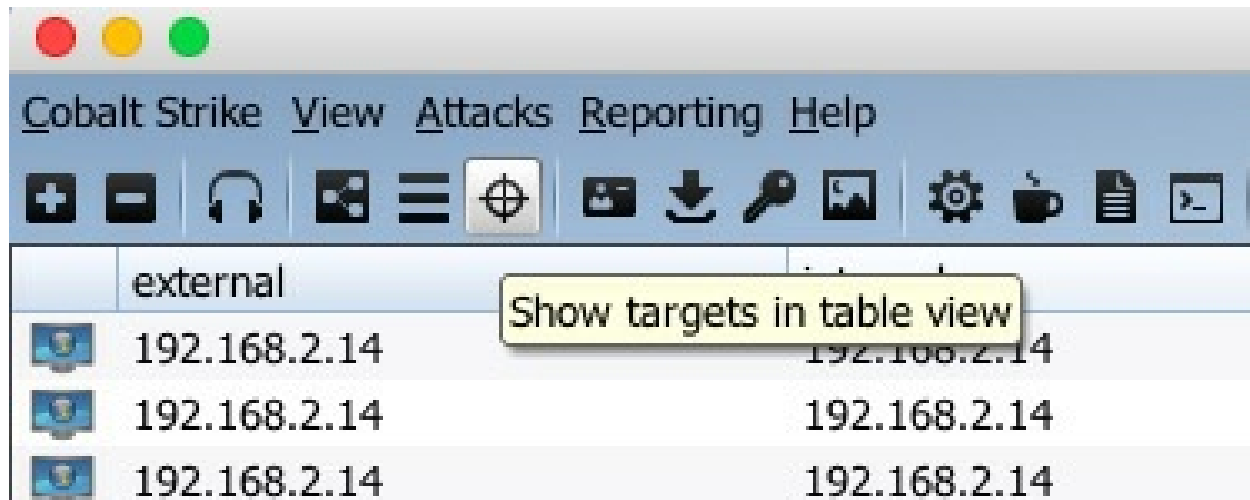 Cobalt Strike View Attacks Reporting Help
external
Show targets in table view
192.168.2.14
192.168.2.14 192.168.2.14
192.168.2.14 192.168.2.14